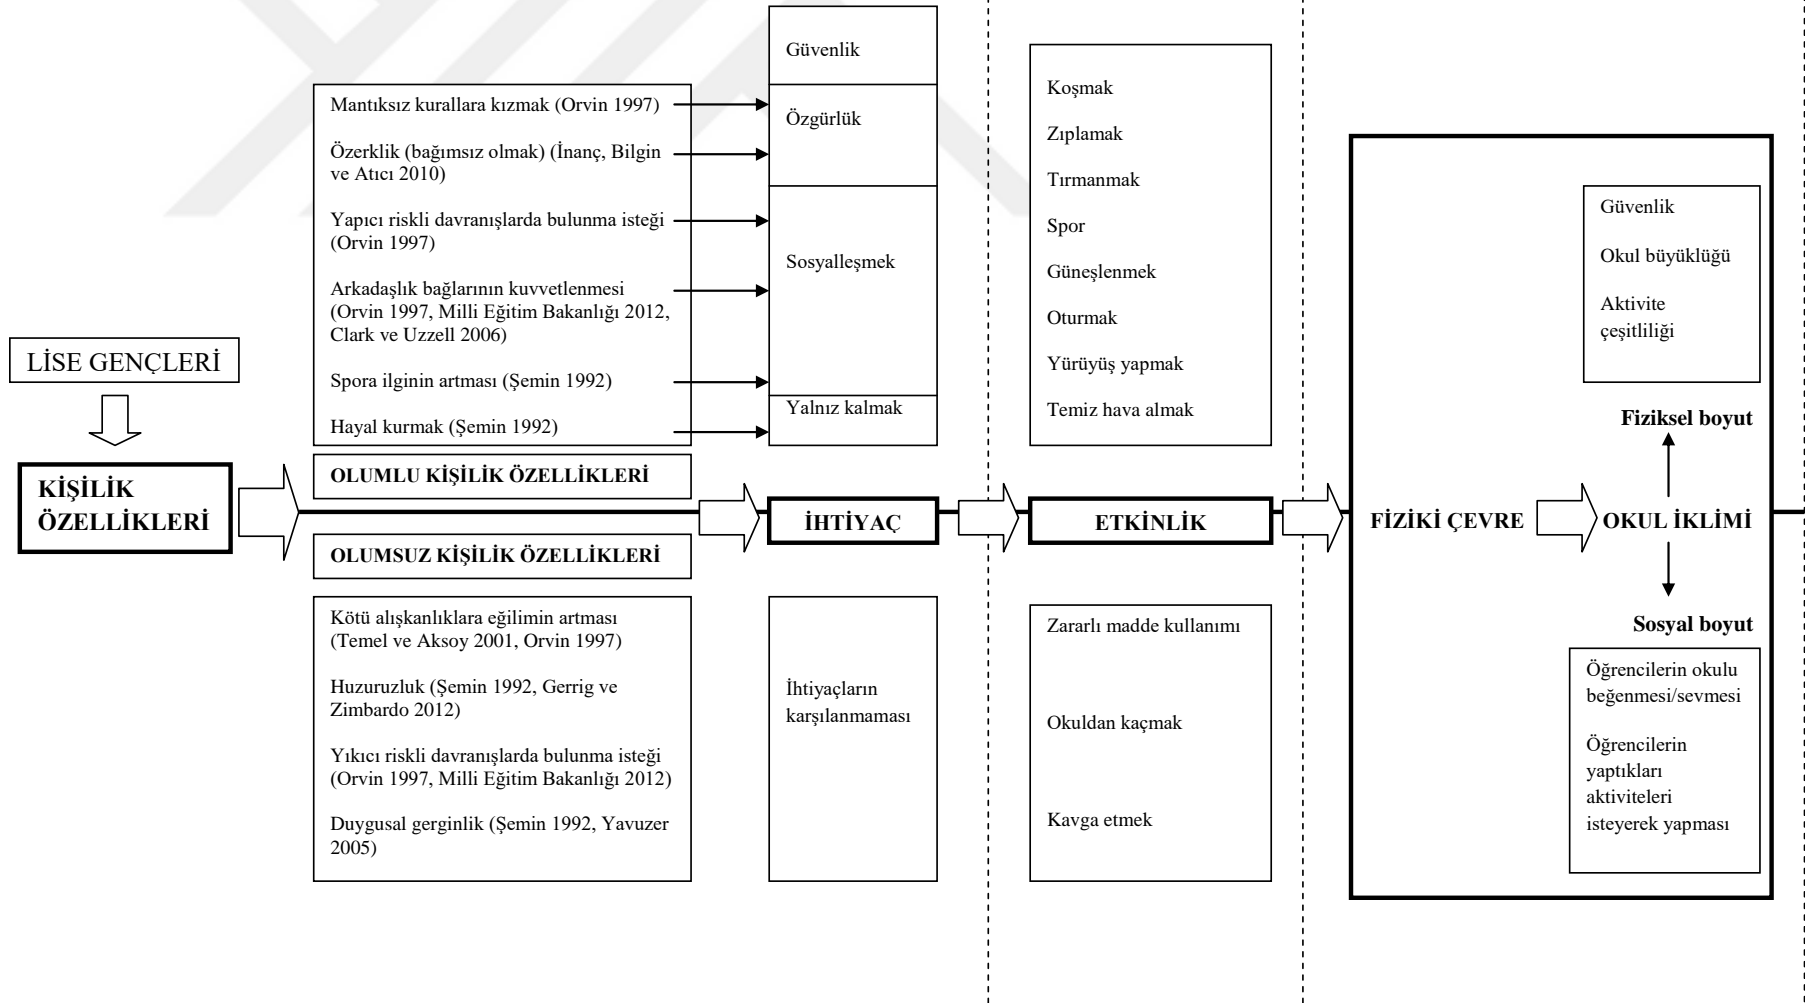 LİSE GENÇLERİ
KİŞİLİK
ÖZELLİKLERİ
Mantıksız kurallara kızmak (Orvin 1997)
Özerklik (bağımsız olmak) (İnanç, Bilgin
ve Atıcı 2010)
Yapıcı riskli davranışlarda bulunma isteği
(Orvin 1997)
Arkadaşlık bağlarının kuvvetlenmesi
(Orvin 1997, Milli Eğitim Bakanlığı 2012,
Clark ve Uzzell 2006)
Spora ilginin artması (Şemin 1992)
Hayal kurmak (Şemin 1992)
OLUMLU KİŞİLİK ÖZELLİKLERİ
OLUMSUZ KİŞİLİK ÖZELLİKLERİ
Kötü alışkanlıklara eğilimin artması
(Temel ve Aksoy 2001, Orvin 1997)
Huzuruzluk (Şemin 1992, Gerrig ve
Zimbardo 2012)
Yıkıcı riskli davranışlarda bulunma isteği
(Orvin 1997, Milli Eğitim Bakanlığı 2012)
Duygusal gerginlik (Şemin 1992, Yavuzer
2005)
Güvenlik
Özgürlük
Sosyalleşmek
Yalnız kalmak
İHTİYAÇ
İhtiyaçların
karşılanmaması
Koşmak
Zıplamak
Tırmanmak
Spor
Güneşlenmek
Oturmak
Yürüyüş yapmak
Temiz hava almak
ETKİNLİK
Zararlı madde kullanımı
Okuldan kaçmak
Kavga etmek
FİZİKİ ÇEVRE
Güvenlik
Okul büyüklüğü
Aktivite
çeşitliliği
Fiziksel boyut
OKUL İKLİMİ
Sosyal boyut
Öğrencilerin okulu
beğenmesi/sevmesi
Öğrencilerin
yaptıkları
aktiviteleri
isteyerek yapması